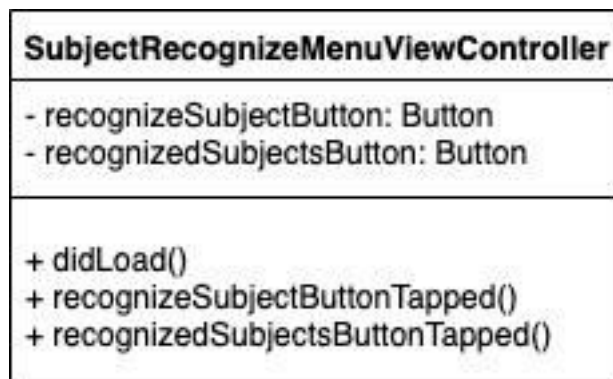 SubjectRecognizeMenuViewController
- recognizeSubjectButton: Button
- recognizedSubjectsButton: Button
+ didLoad()
+ recognizeSubjectButtonTapped()
+ recognizedSubjectsButtonTapped()